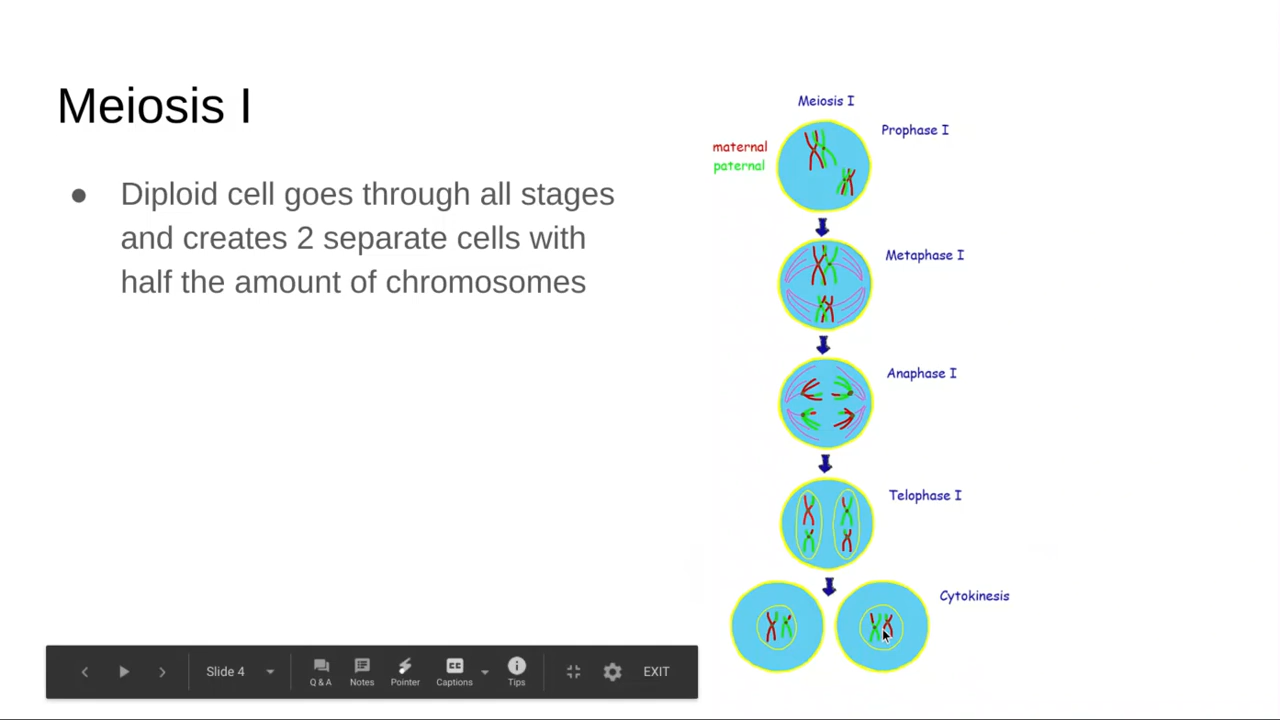 Meiosis I
● Diploid cell goes through all stages
and creates 2 separate cells with
half the amount of chromosomes
Meiosis I
Prophase I
maternal
paternal
Metaphase I
Anaphase I
Telophase I
Cytokinesis
Slide 4
Q & A
Notes
Pointer
CC
Captions
Tips
EXIT